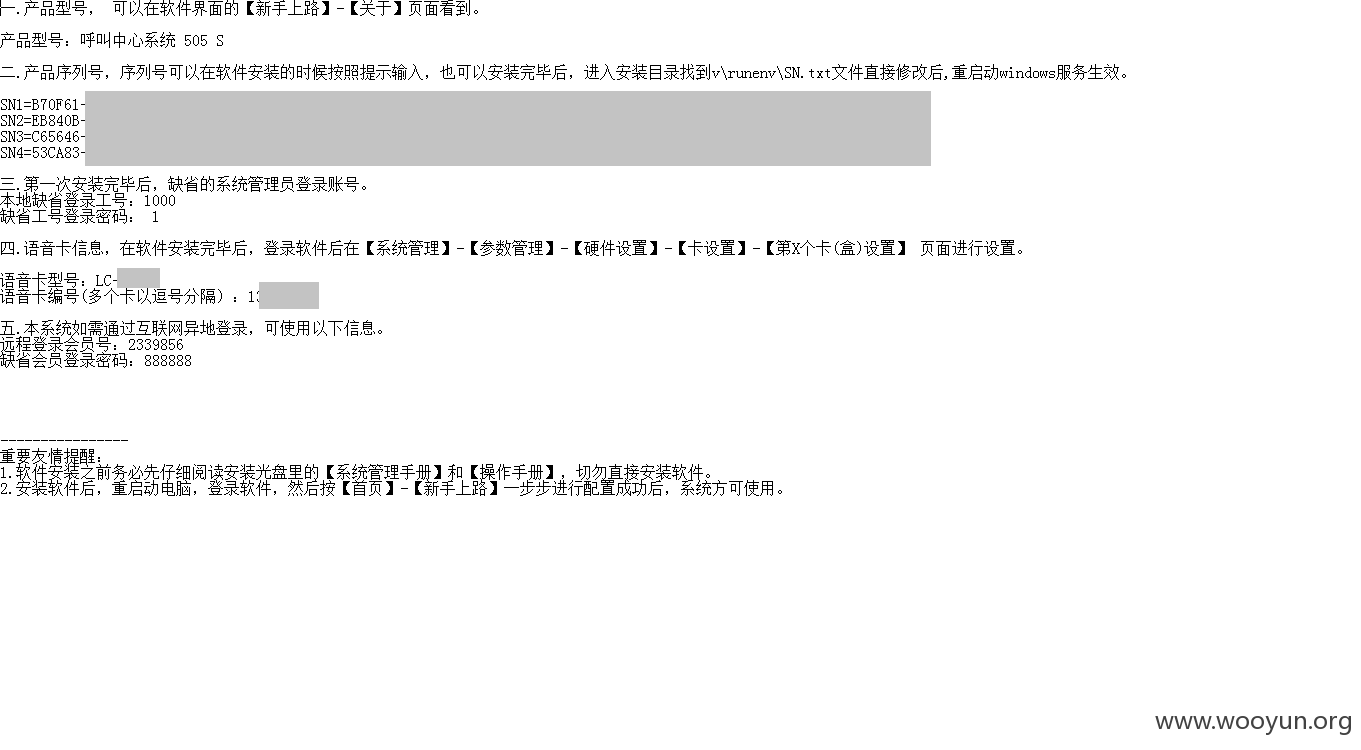 一.产品型号， 可以在软件界面的【新手上路】-【关于】页面看到。
产品型号：呼叫中心系统 505 S
二.产品序列号，序列号可以在软件安装的时候按照提示输入，也可以安装完毕后，进入安装目录找到v\runenv\SN.txt文件直接修改后,重启动windows服务生效。
SN1=B70F61-
SN2=EB840B-
SN3=C65646-
SN4=53CA83-
三.第一次安装完毕后，缺省的系统管理员登录账号。
本地缺省登录工号：1000
缺省工号登录密码： 1
四.语音卡信息，在软件安装完毕后，登录软件后在【系统管理】-【参数管理】-【硬件设置】-【卡设置】-【第X个卡(盒)设置】 页面进行设置。
语音卡型号：LC-
语音卡编号(多个卡以逗号分隔）：13
五.本系统如需通过互联网异地登录，可使用以下信息。
远程登录会员号：2339856
缺省会员登录密码：888888
----------------
重要友情提醒：
1.软件安装之前务必先仔细阅读安装光盘里的【系统管理手册】和【操作手册】，切勿直接安装软件。
2.安装软件后，重启动电脑，登录软件，然后按【首页】-【新手上路】一步步进行配置成功后，系统方可使用。
www.wooyun.org